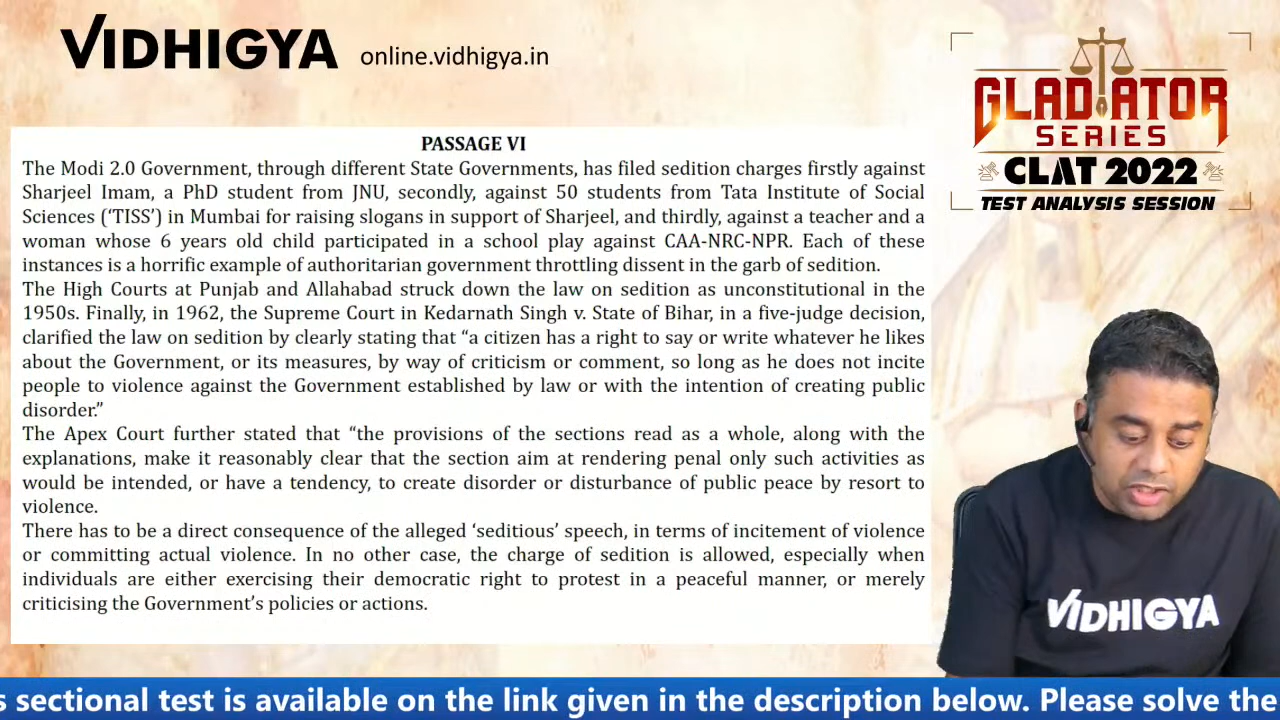 VIDHIGYA
online.vidhigya.in
GLADIATOR
SERIES
CLAT 2022
TEST ANALYSIS SESSION
PASSAGE VI
The Modi 2.0 Government, through different State Governments, has filed sedition charges firstly against
Sharjeel Imam, a PhD student from JNU, secondly, against 50 students from Tata Institute of Social
Sciences (‘TISS’) in Mumbai for raising slogans in support of Sharjeel, and thirdly, against a teacher and a
woman whose 6 years old child participated in a school play against CAA-NRC-NPR. Each of these
instances is a horrific example of authoritarian government throttling dissent in the garb of sedition.
The High Courts at Punjab and Allahabad struck down the law on sedition as unconstitutional in the
1950s. Finally, in 1962, the Supreme Court in Kedarnath Singh v. State of Bihar, in a five-judge decision,
clarified the law on sedition by clearly stating that “a citizen has a right to say or write whatever he likes
about the Government, or its measures, by way of criticism or comment, so long as he does not incite
people to violence against the Government established by law or with the intention of creating public
disorder.”
The Apex Court further stated that “the provisions of the sections read as a whole, along with the
explanations, make it reasonably clear that the section aim at rendering penal only such activities as
would be intended, or have a tendency, to create disorder or disturbance of public peace by resort to
violence.
There has to be a direct consequence of the alleged ‘seditious’ speech, in terms of incitement of violence
or committing actual violence. In no other case, the charge of sedition is allowed, especially when
individuals are either exercising their democratic right to protest in a peaceful manner, or merely
criticising the Government’s policies or actions.
VIDHIGYA
s sectional test is available on the link given in the description below. Please solve the